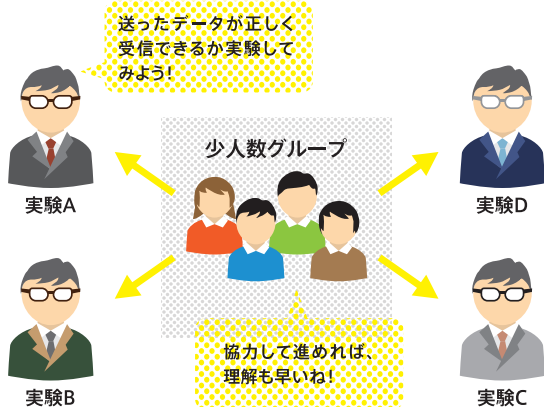 送ったデータが正しく
受信できるか実験して
みよう!
少人数グループ
実験A
実験D
協力して進めれば、
理解も早いね!
実験B
実験C